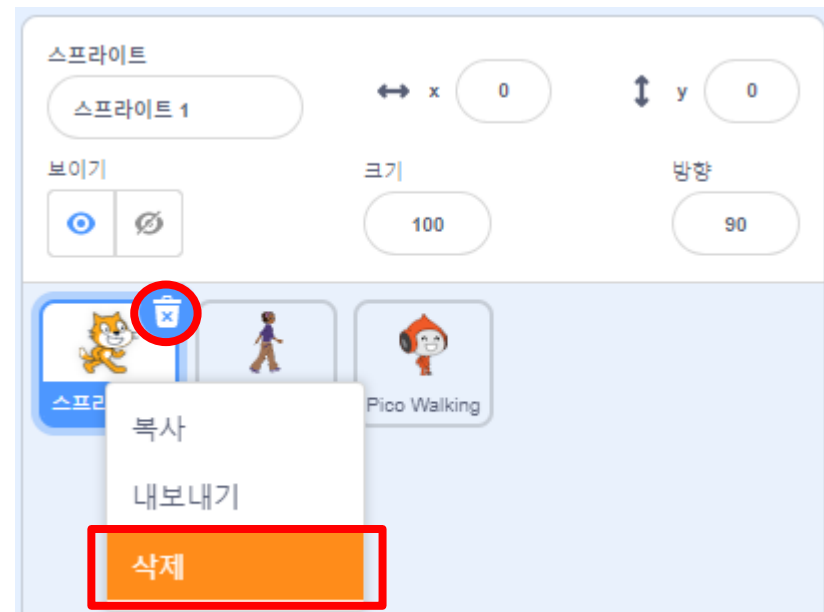 스프라이트
스프라이트 1
x 0
y 0
보이기
크기
방향
100
90
스프
Pico Walking
복사
내보내기
삭제